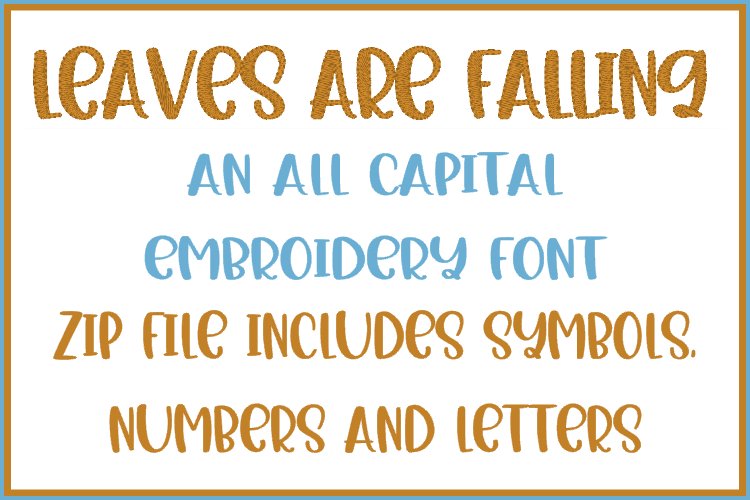 LEAVES ARE FALLING
AN ALL CAPITAL
EMBROIDERY FONT
ZIP FILE INCLUDES SYMBOLS,
NUMBERS AND LETTERS